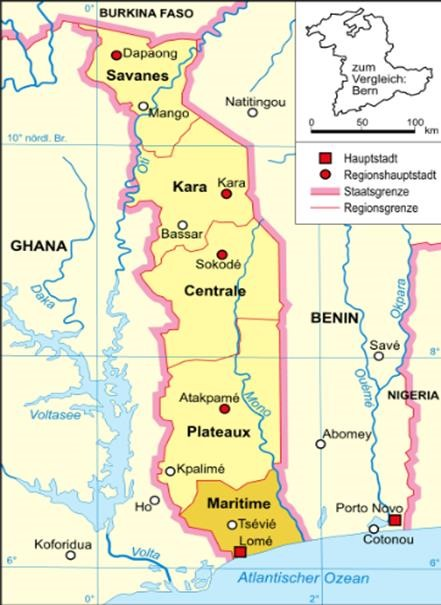 0°
BURKINA FASO
Dapaong
Savanes
Mango
Natitingou
zum
Vergleich:
Bern
0
50
100
km
10° nördl. Br.
Oti
Hauptstadt
Regionshauptstadt
Staatsgrenze
Regionsgrenze
Kara
Kara
Bassar
GHANA
Sokodé
Daka
Centrale
BENIN
Okpara
Savé
8°
Ouémé
NIGERIA
Atakpamé
Mono
Voltasee
Plateaux
Abomey
Kpalimé
Ho
Maritime
Tsévié
Porto Novo
Cotonou
Koforidua
Volta
Lomé
6°
6°
Atlantischer Ozean
0°
2°